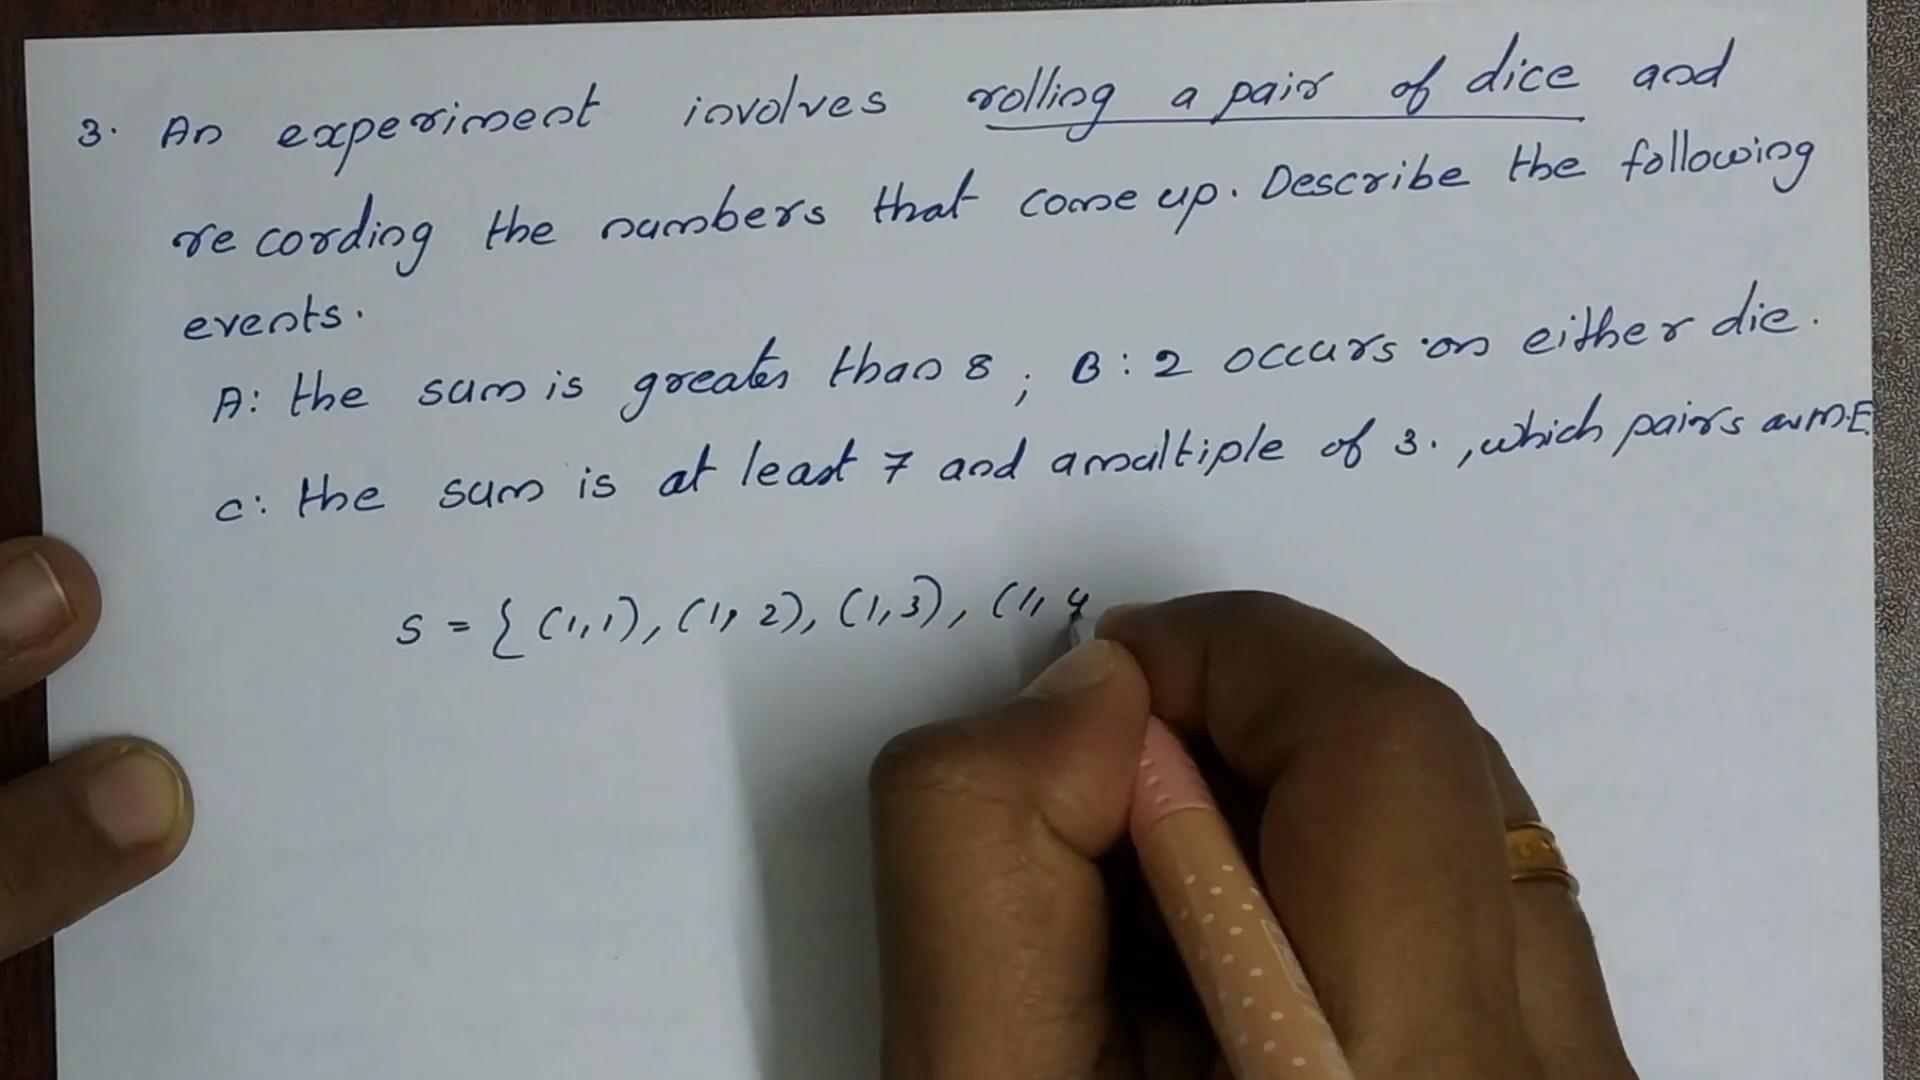 3. An experiment involves rolling a pair of dice and
recording the numbers that come up. Describe the following
events.
A: the sum is greater than 8; B: 2 occurs on either die.
C: the sum is at least 7 and a multiple of 3., which pairs are M.E
S = { (1,1), (1, 2), (1,3), (1, 4